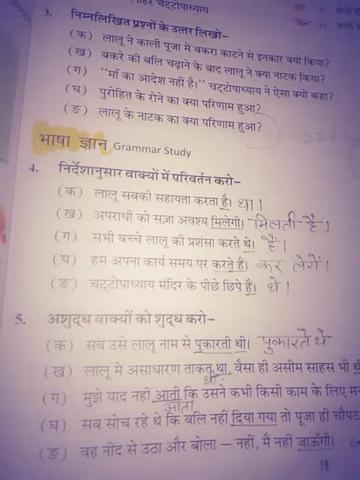 चट्टोपाध्याय
3. निम्नलिखित प्रश्नों के उत्तर लिखो–
(क) लालू ने काली पूजा में बकरा काटने से इनकार क्यों किया?
(ख) बकरे की बलि चढ़ाने के बाद लालू ने क्या नाटक किया?
(ग) "माँ का आदेश नहीं है।" चट्टोपाध्याय ने ऐसा क्यों कहा?
(घ) पुरोहित के रोने का क्या परिणाम हुआ?
(ङ) लालू के नाटक का क्या परिणाम हुआ?
भाषा ज्ञान Grammar Study
4. निर्देशानुसार वाक्यों में परिवर्तन करो–
(क) लालू सबकी सहायता करता है। था।
(ख) अपराधी को सज़ा अवश्य मिलेगी। मिलती है।
(ग) सभी बच्चे लालू की प्रशंसा करते थे। हैं।
(घ) हम अपना कार्य समय पर करते हैं। कर लेगें।
(ङ) चट्टोपाध्याय मंदिर के पीछे छिपे हैं। थे।
5. अशुद्ध वाक्यों को शुद्ध करो–
(क) सब उसे लालू नाम से पुकारती थी। पुकारते थे
(ख) लालू में असाधारण ताकत था, वैसा ही असीम साहस भी
थी
(ग) मुझे याद नहीं आती कि उसने कभी किसी काम के लिए
आता
(घ) सब सोच रहे थे कि बलि नहीं दिया गया तो पूजा ही चौपट
(ङ) वह नींद से उठा और बोला – नहीं, मैं नहीं जाऊँगी।